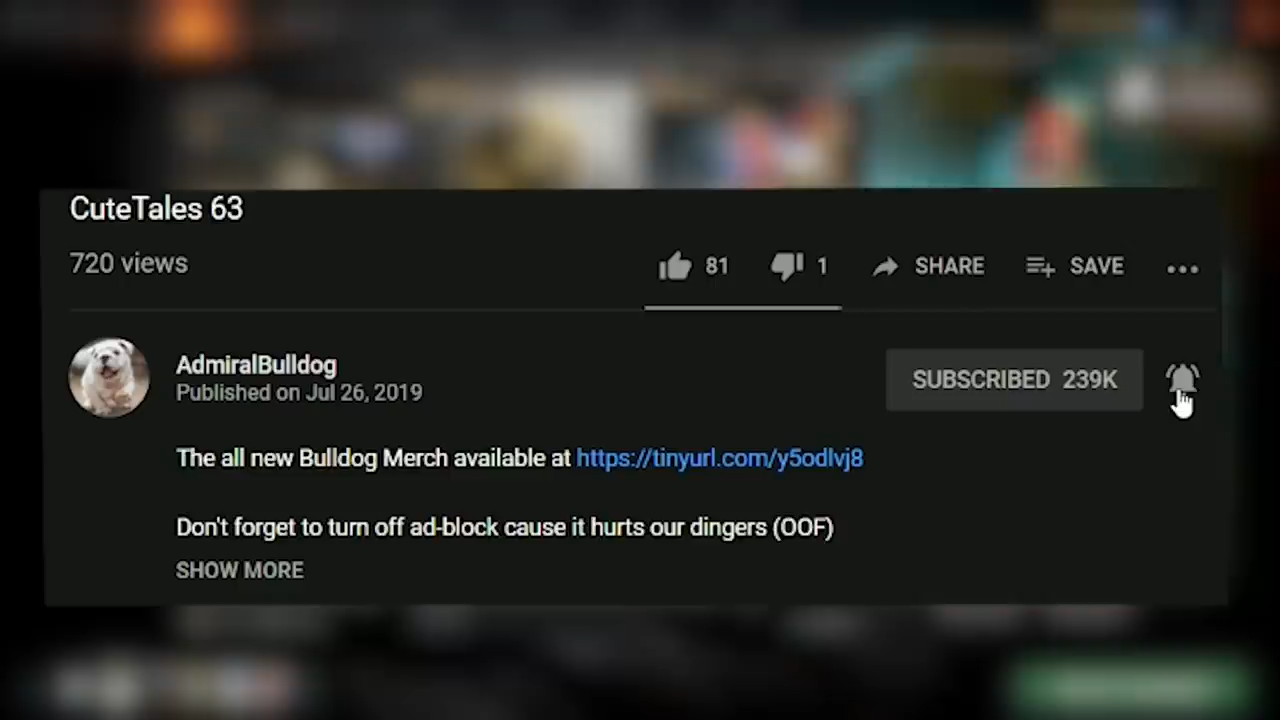 CuteTales 63
720 views
81 1 SHARE SAVE
AdmiralBulldog
Published on Jul 26, 2019
SUBSCRIBED 239K
The all new Bulldog Merch available at https://tinyurl.com/y5odlvj8
Don't forget to turn off ad-block cause it hurts our dingers (OOF)
SHOW MORE